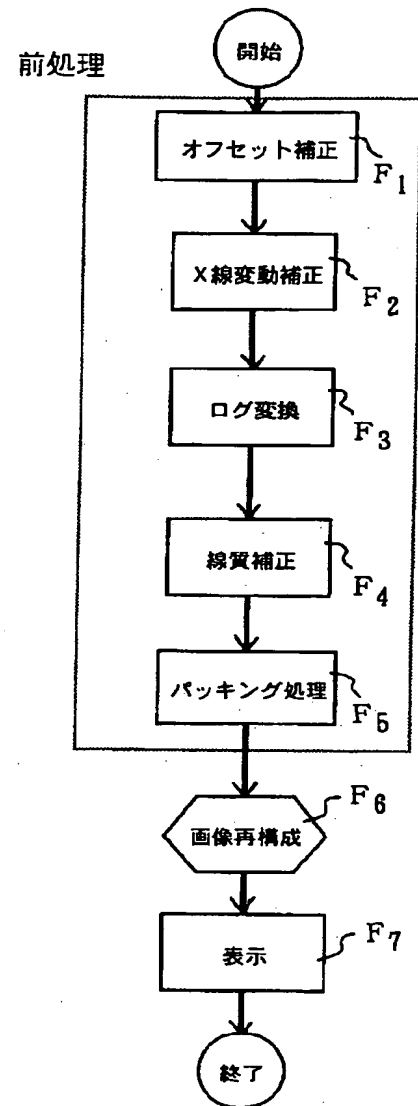 開始
前処理
オフセット補正
F1
X線変動補正
F2
ログ変換
F3
線質補正
F4
パッキング処理
F5
F6
画像再構成
F7
表示
終了